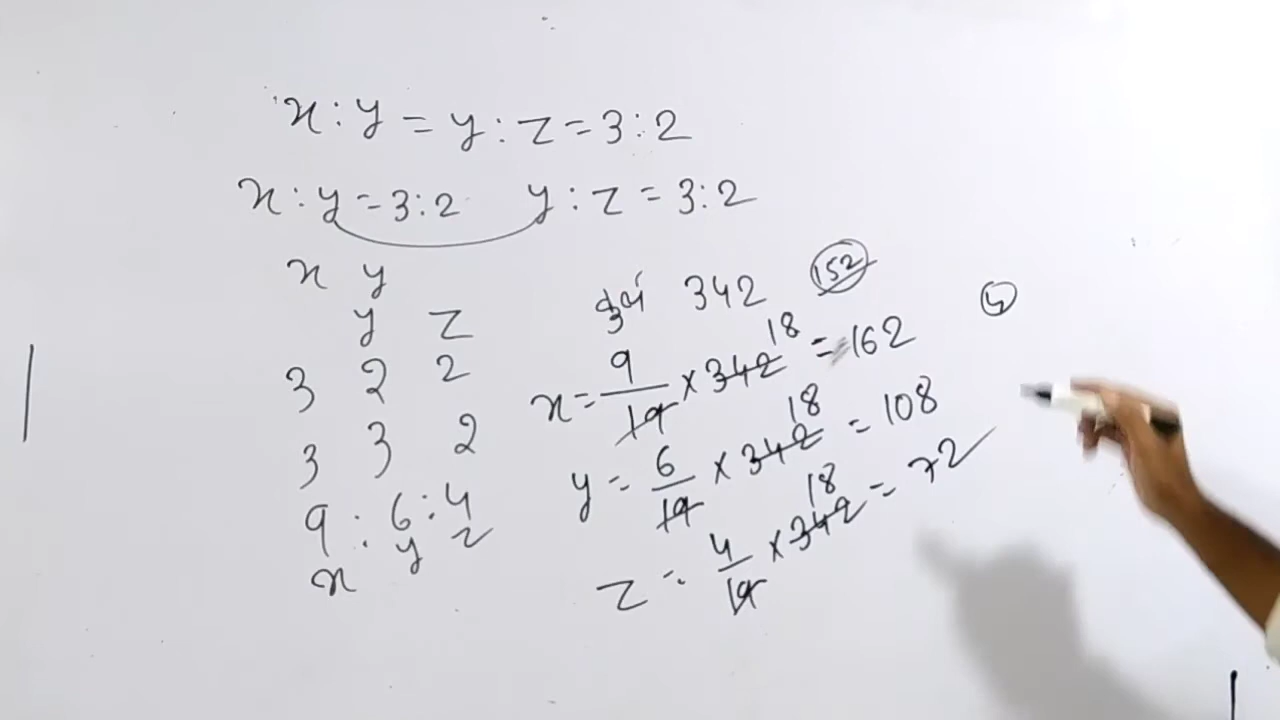 x : y = y : z = 3 : 2
x : y = 3 : 2 y : z = 3 : 2
x y
y z
3 2 2
3 3 2
9 : 6 : 4
x y z
342 152
x = 9/19 × 342 18 = 162
y = 6/19 × 342 18 = 108
z = 4/19 × 342 18 = 72